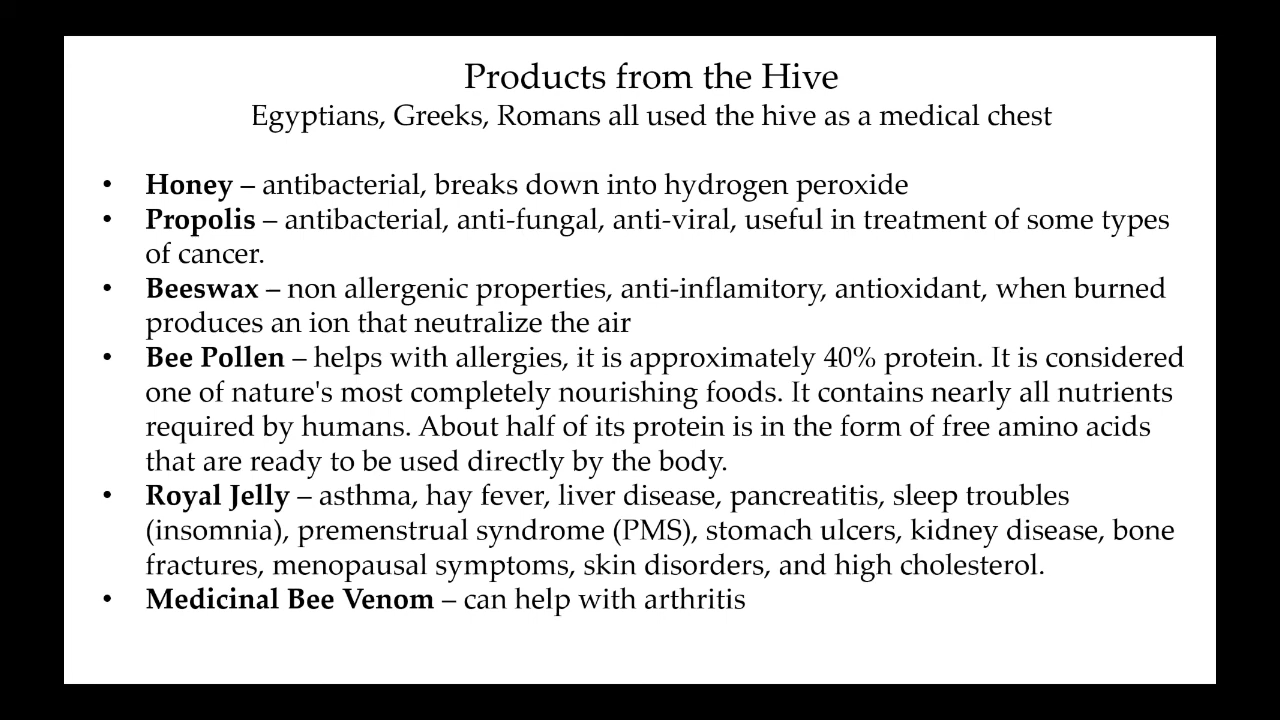 Products from the Hive
Egyptians, Greeks, Romans all used the hive as a medical chest
• Honey – antibacterial, breaks down into hydrogen peroxide
• Propolis – antibacterial, anti-fungal, anti-viral, useful in treatment of some types
of cancer.
• Beeswax – non allergenic properties, anti-inflamitory, antioxidant, when burned
produces an ion that neutralize the air
• Bee Pollen – helps with allergies, it is approximately 40% protein. It is considered
one of nature's most completely nourishing foods. It contains nearly all nutrients
required by humans. About half of its protein is in the form of free amino acids
that are ready to be used directly by the body.
• Royal Jelly – asthma, hay fever, liver disease, pancreatitis, sleep troubles
(insomnia), premenstrual syndrome (PMS), stomach ulcers, kidney disease, bone
fractures, menopausal symptoms, skin disorders, and high cholesterol.
• Medicinal Bee Venom – can help with arthritis